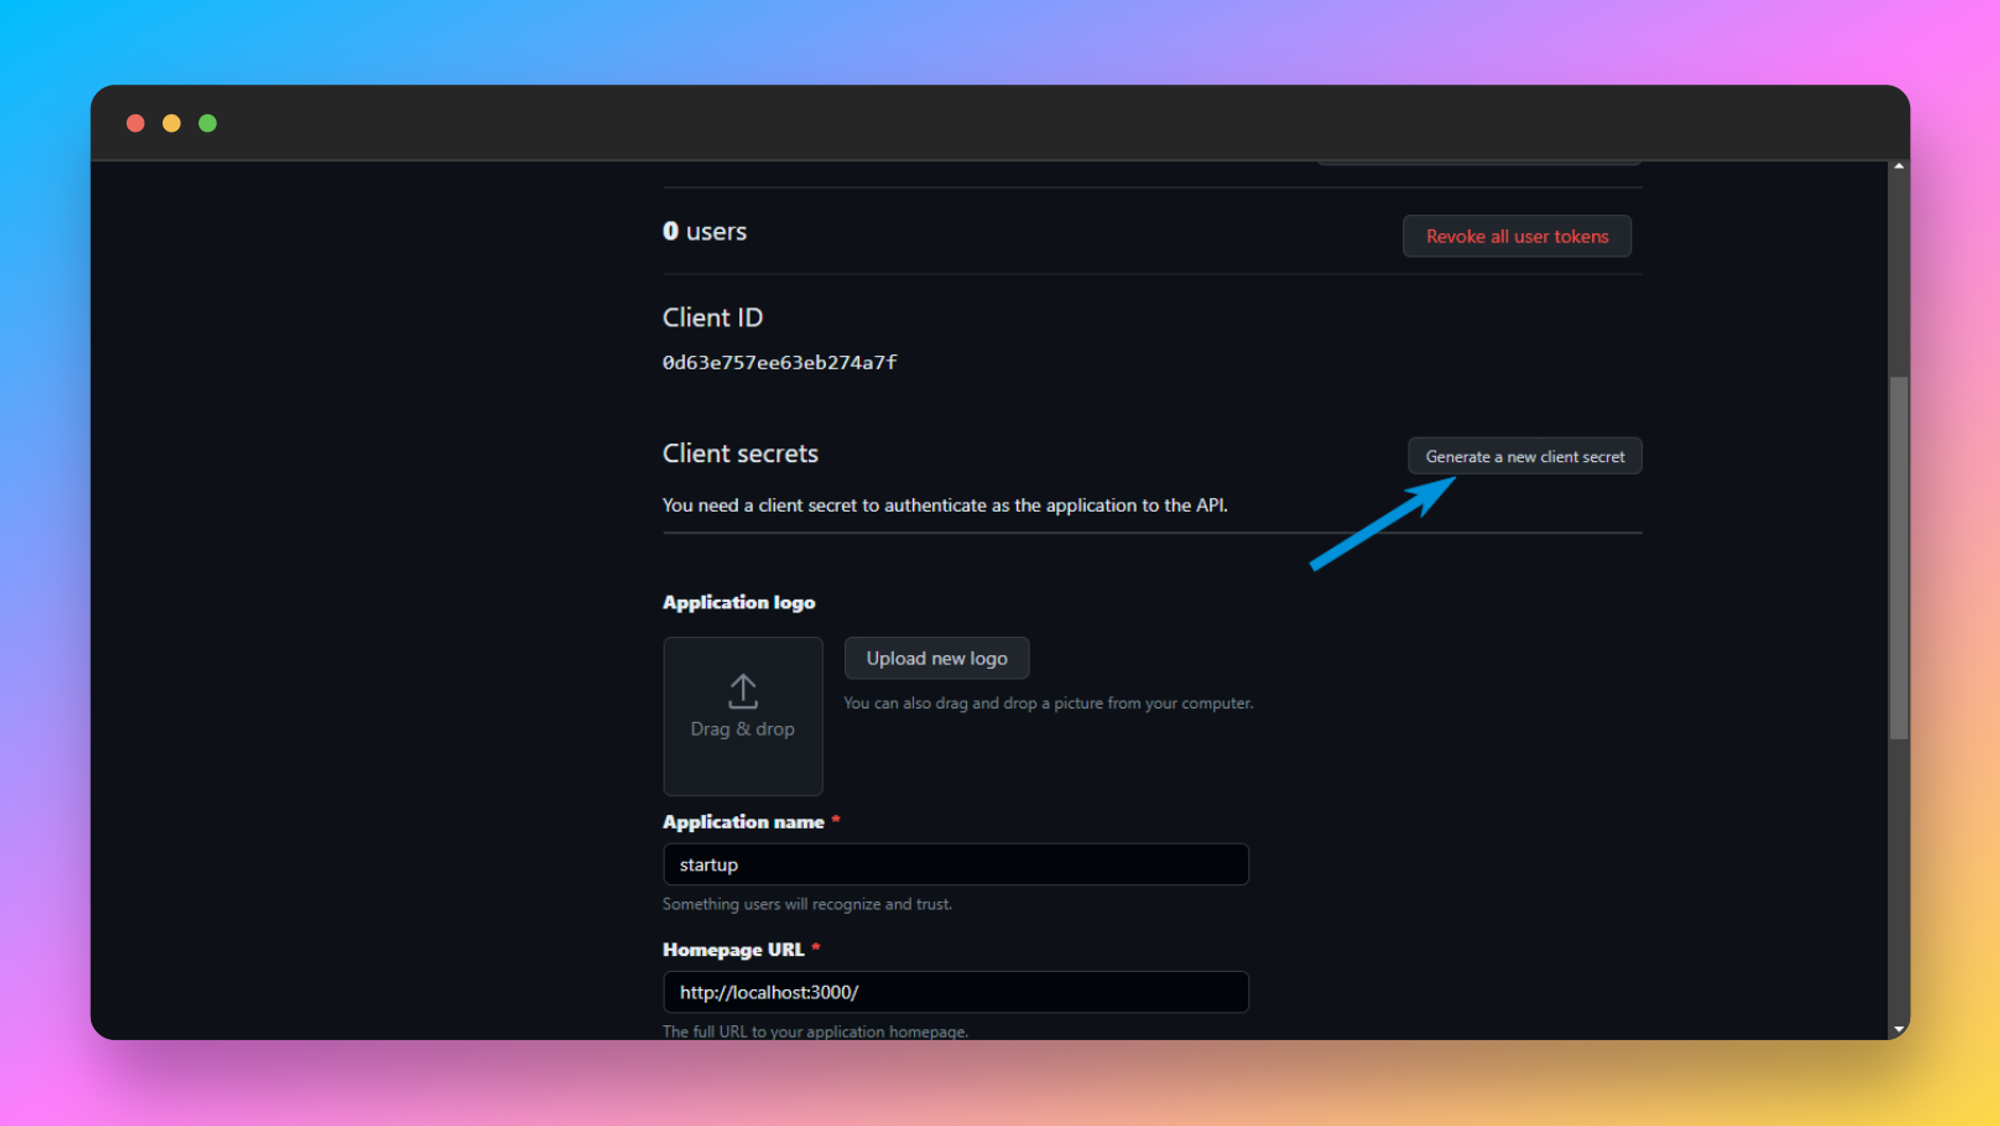 0 users
Revoke all user tokens
Client ID
0d63e757ee63eb274a7f
Client secrets
Generate a new client secret
You need a client secret to authenticate as the application to the API.
Application logo
Upload new logo
You can also drag and drop a picture from your computer.
Drag & drop
Application name *
startup
Something users will recognize and trust.
Homepage URL *
http://localhost:3000/
The full URL to your application homepage.